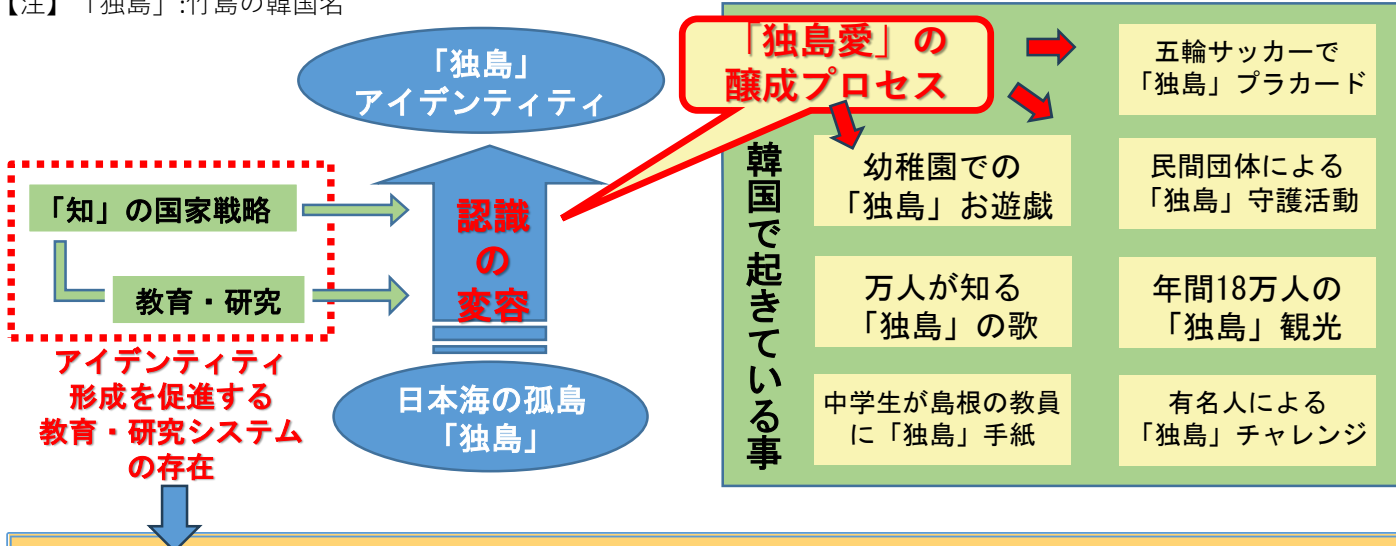 【注】「独島」:竹島の韓国名
「独島」
アイデンティティ
「独島愛」の
醸成プロセス
「知」の国家戦略
教育・研究
認識
の
変容
アイデンティティ
形成を促進する
教育・研究システム
の存在
日本海の孤島
「独島」
韓国で起きている事
五輪サッカーで
「独島」プラカード
幼稚園での
「独島」お遊戯
民間団体による
「独島」守護活動
万人が知る
「独島」の歌
年間18万人の
「独島」観光
中学生が島根の教員
に「独島」手紙
有名人による
「独島」チャレンジ